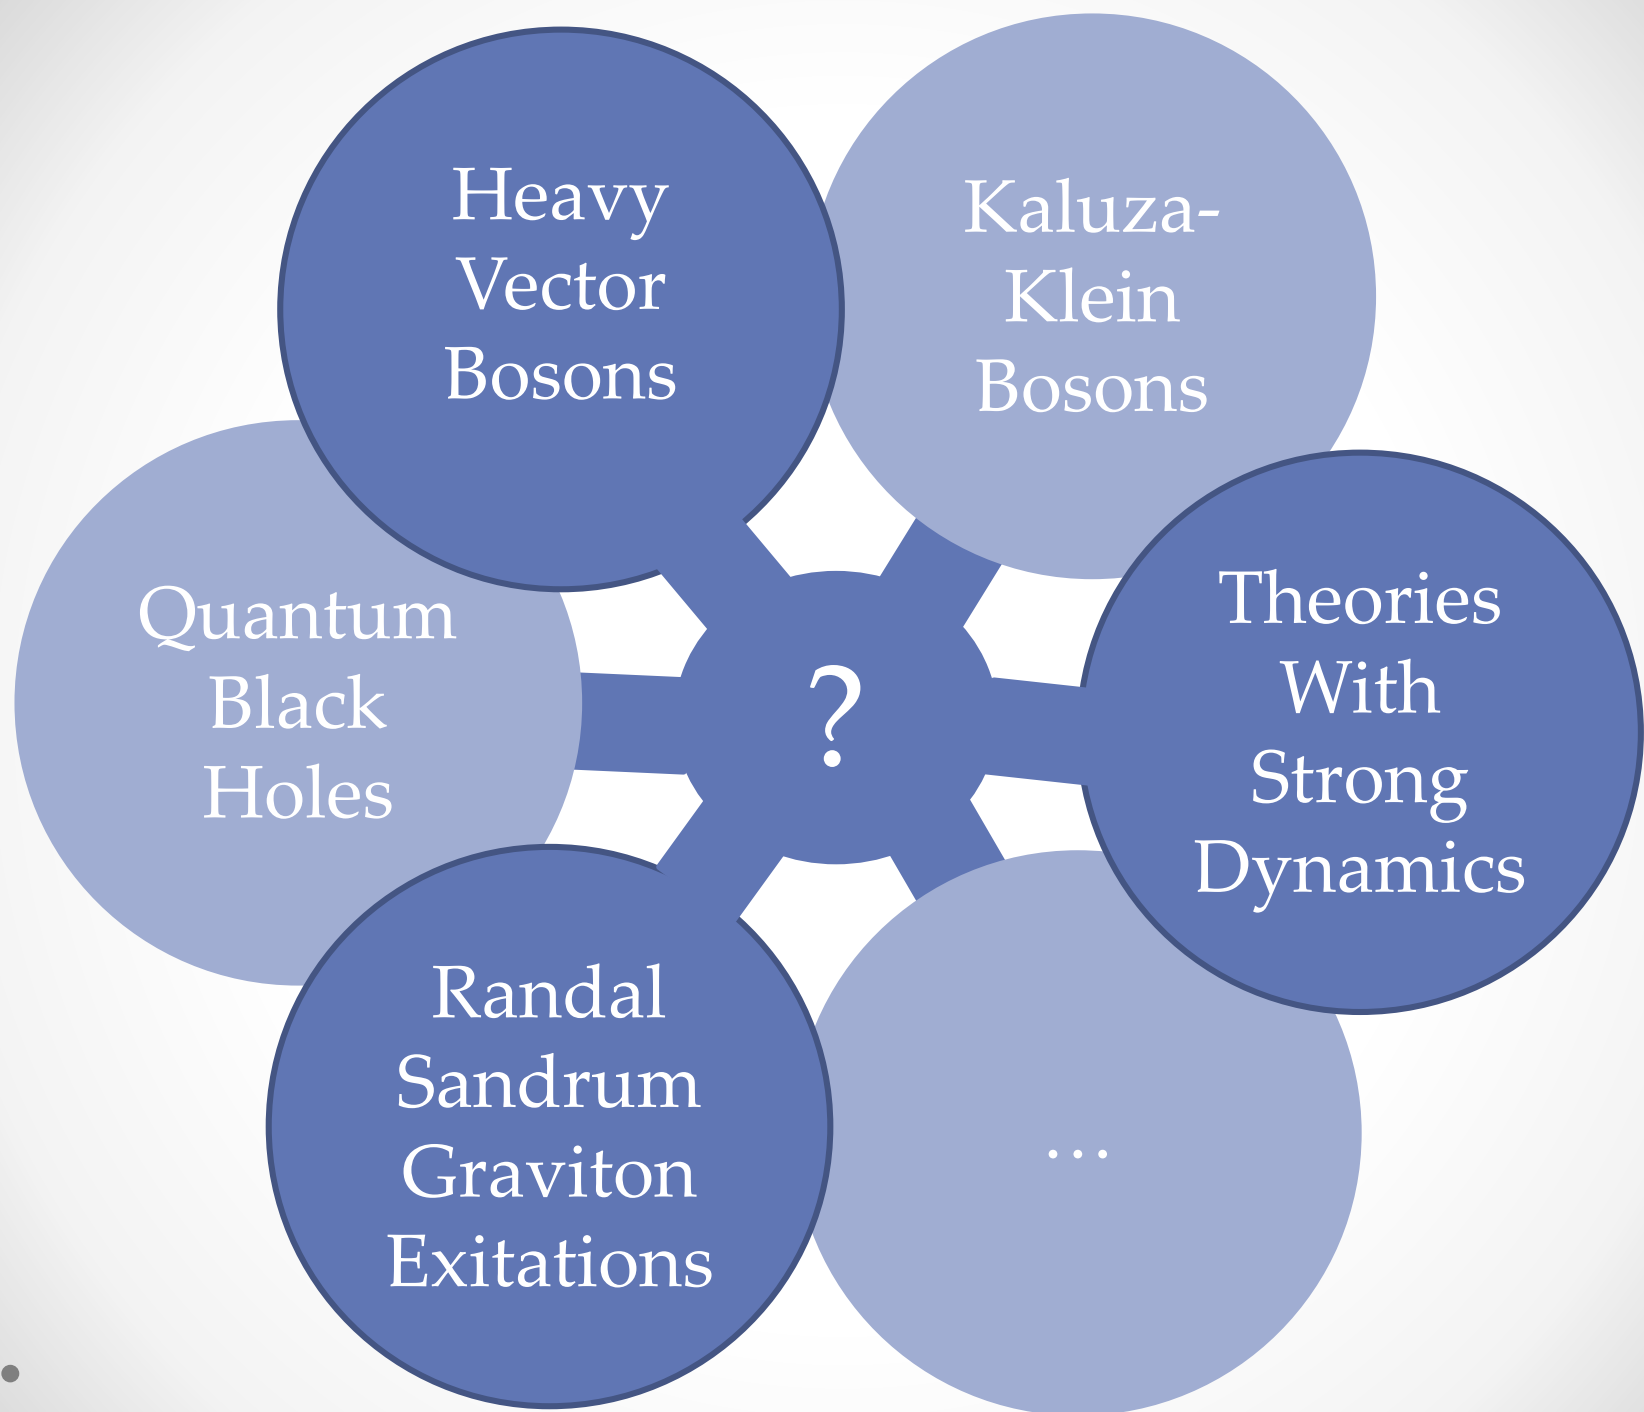 Heavy
Vector
Bosons
Kaluza-
Klein
Bosons
Quantum
Black
Holes
?
Theories
With
Strong
Dynamics
Randal
Sandrum
Graviton
Exitations
...